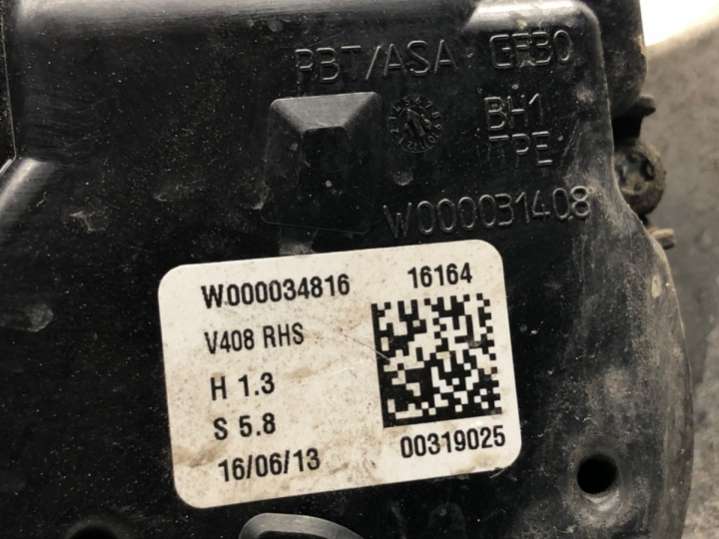 PBT/ASA GF30
BH1
TPE
W000031408
W000034816 16164
V408 RHS
H 1.3
S 5.8
16/06/13 00319025